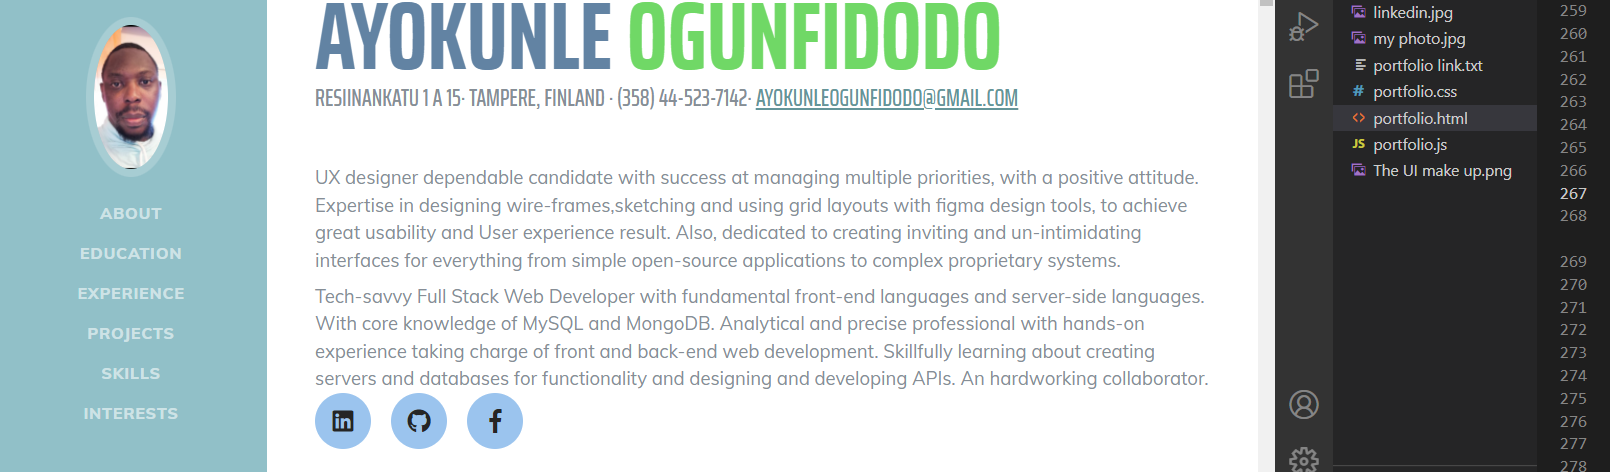 AYOKUNLE OGUNFIDODO
RESIINANKATU 1 A 15· TAMPERE, FINLAND · (358) 44-523-7142· AYOKUNLEOGUNFIDODO@GMAIL.COM
ABOUT
EDUCATION
EXPERIENCE
PROJECTS
SKILLS
INTERESTS
UX designer dependable candidate with success at managing multiple priorities, with a positive attitude.
Expertise in designing wire-frames,sketching and using grid layouts with figma design tools, to achieve
great usability and User experience result. Also, dedicated to creating inviting and un-intimidating
interfaces for everything from simple open-source applications to complex proprietary systems.
Tech-savvy Full Stack Web Developer with fundamental front-end languages and server-side languages.
With core knowledge of MySQL and MongoDB. Analytical and precise professional with hands-on
experience taking charge of front and back-end web development. Skillfully learning about creating
servers and databases for functionality and designing and developing APIs. An hardworking collaborator.
in
f
linkedin.jpg
my photo.jpg
portfolio link.txt
# portfolio.css
<> portfolio.html
JS portfolio.js
The UI make up.png
259
260
261
262
263
264
265
266
267
268
269
270
271
272
273
274
275
276
277
278